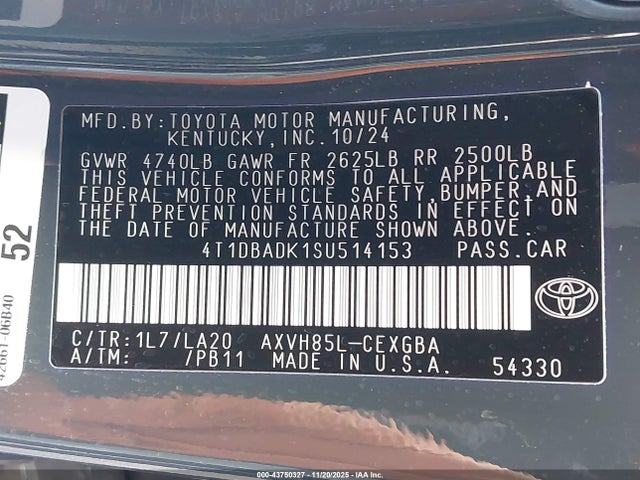 MFD.BY:TOYOTA MOTOR MANUFACTURING,
KENTUCKY,INC. 10/24
GVWR 4740LB GAWR FR 2625LB RR 2500LB
THIS VEHICLE CONFORMS TO ALL APPLICABLE
FEDERAL MOTOR VEHICLE SAFETY,BUMPER,AND
THEFT PREVENTION STANDARDS IN EFFECT ON THE
DATE OF MANUFACTURE SHOWN ABOVE.
4T1DBADK1SU514153 PASS.CAR
C/TR:1L7/LA20 AXVH85L-CEXGBA
A/TM: /PB11 MADE IN U.S.A. 54330
52
42661-06B40
000-43750327 - 11/20/2025 - IAAI, Inc.